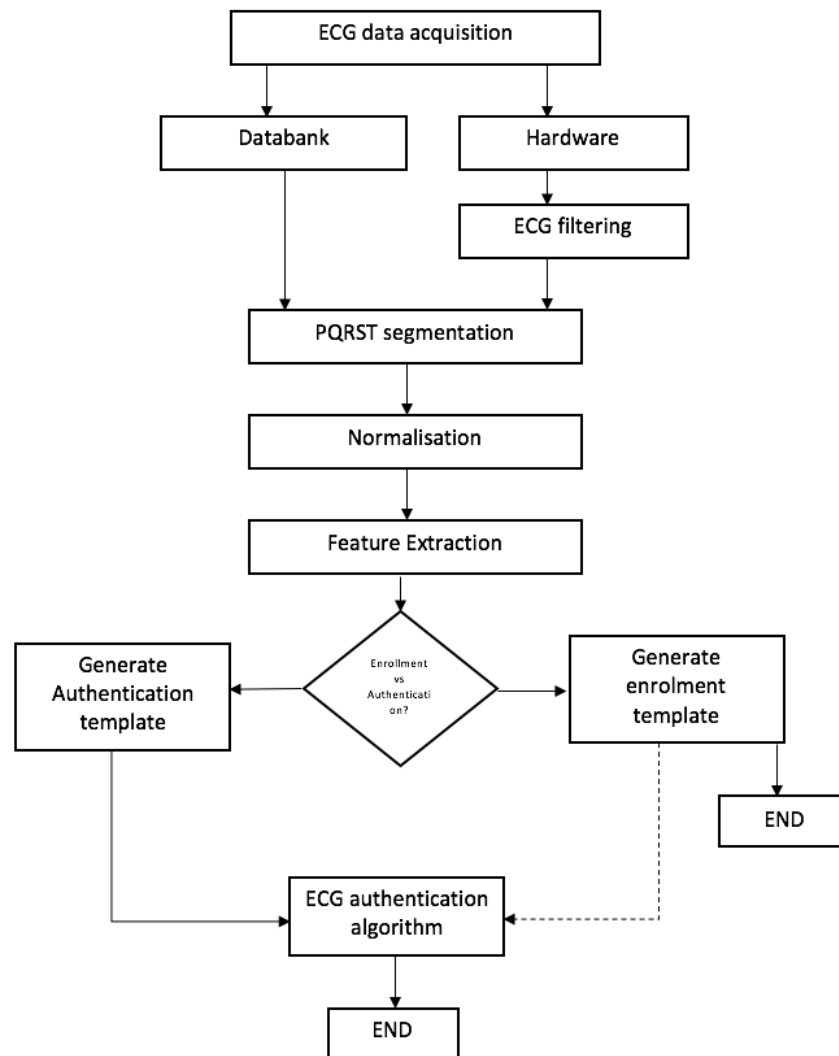 ECG data acquisition
Databank
Hardware
ECG filtering
PQRST segmentation
Normalisation
Feature Extraction
Generate
Authentication
template
Enrollment
vs
Authenticati
on?
Generate
enrolment
template
END
ECG authentication
algorithm
END